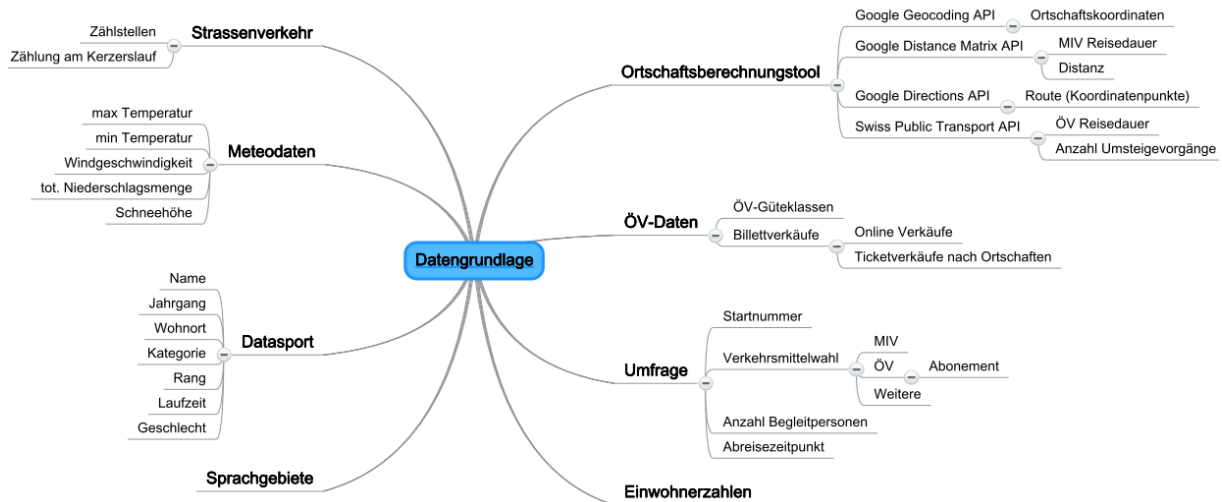 Datengrundlage
Strassenverkehr
Zählstellen
Zählung am Kerzerslauf
Meteodaten
max Temperatur
min Temperatur
Windgeschwindigkeit
tot. Niederschlagsmenge
Schneehöhe
Datasport
Name
Jahrgang
Wohnort
Kategorie
Rang
Laufzeit
Geschlecht
Sprachgebiete
Ortschaftsberechnungstool
Google Geocoding API
Ortschaftskoordinaten
Google Distance Matrix API
MIV Reisedauer
Distanz
Google Directions API
Route (Koordinatenpunkte)
Swiss Public Transport API
ÖV Reisedauer
Anzahl Umsteigevorgänge
ÖV-Daten
ÖV-Güteklassen
Billettverkäufe
Online Verkäufe
Ticketverkäufe nach Ortschaften
Umfrage
Startnummer
Verkehrsmittelwahl
MIV
ÖV
Abonement
Weitere
Anzahl Begleitpersonen
Abreisezeitpunkt
Einwohnerzahlen